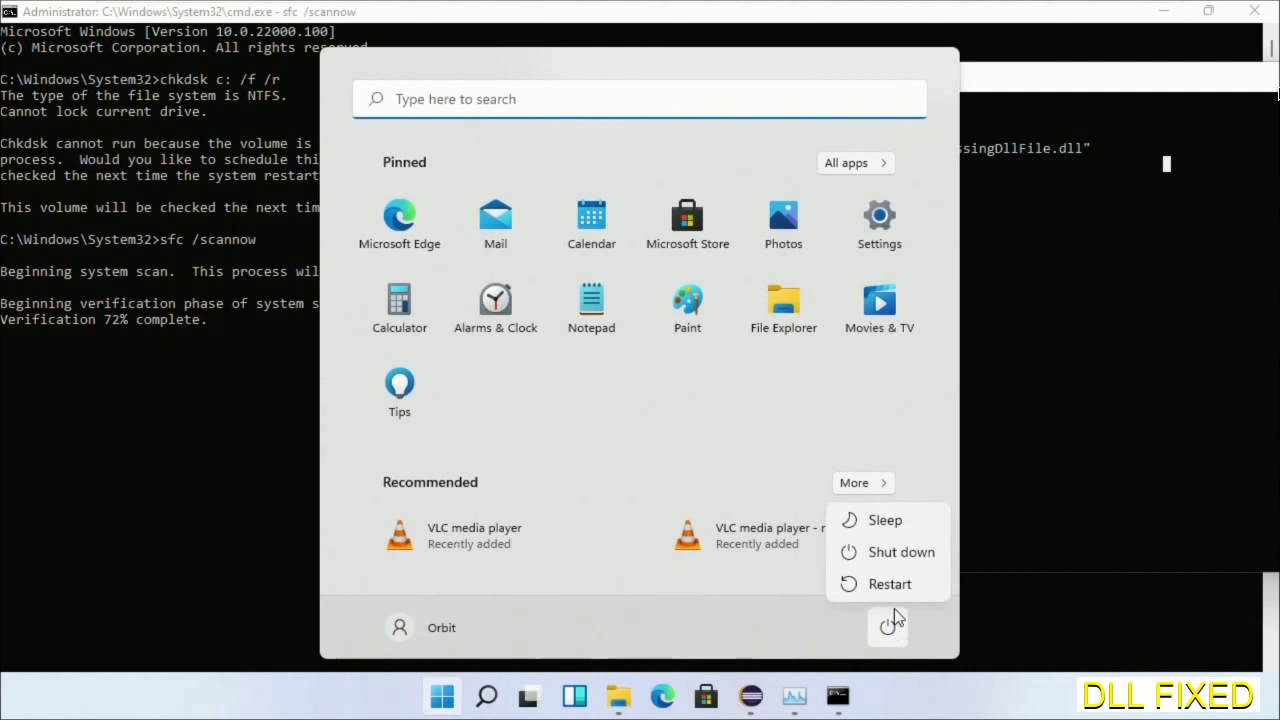 Administrator: C:\Windows\System32\cmd.exe - sfc /scannow
Microsoft Windows [Version 10.0.22000.100]
(c) Microsoft Corporation. All rights reserved.
C:\Windows\System32>chkdsk c: /f /r
The type of the file system is NTFS.
Cannot lock current drive.
Chkdsk cannot run because the volume is
process.  Would you like to schedule thi
checked the next time the system restart
This volume will be checked the next tim
C:\Windows\System32>sfc /scannow
Beginning system scan.  This process wil
Beginning verification phase of system s
Verification 72% complete.
ssingDllFile.dll"
Type here to search
Pinned
All apps
Microsoft Edge
Mail
Calendar
Microsoft Store
Photos
Settings
Calculator
Alarms & Clock
Notepad
Paint
File Explorer
Movies & TV
Tips
Recommended
More
VLC media player
Recently added
VLC media player - r
Recently added
Sleep
Shut down
Restart
Orbit
DLL FIXED